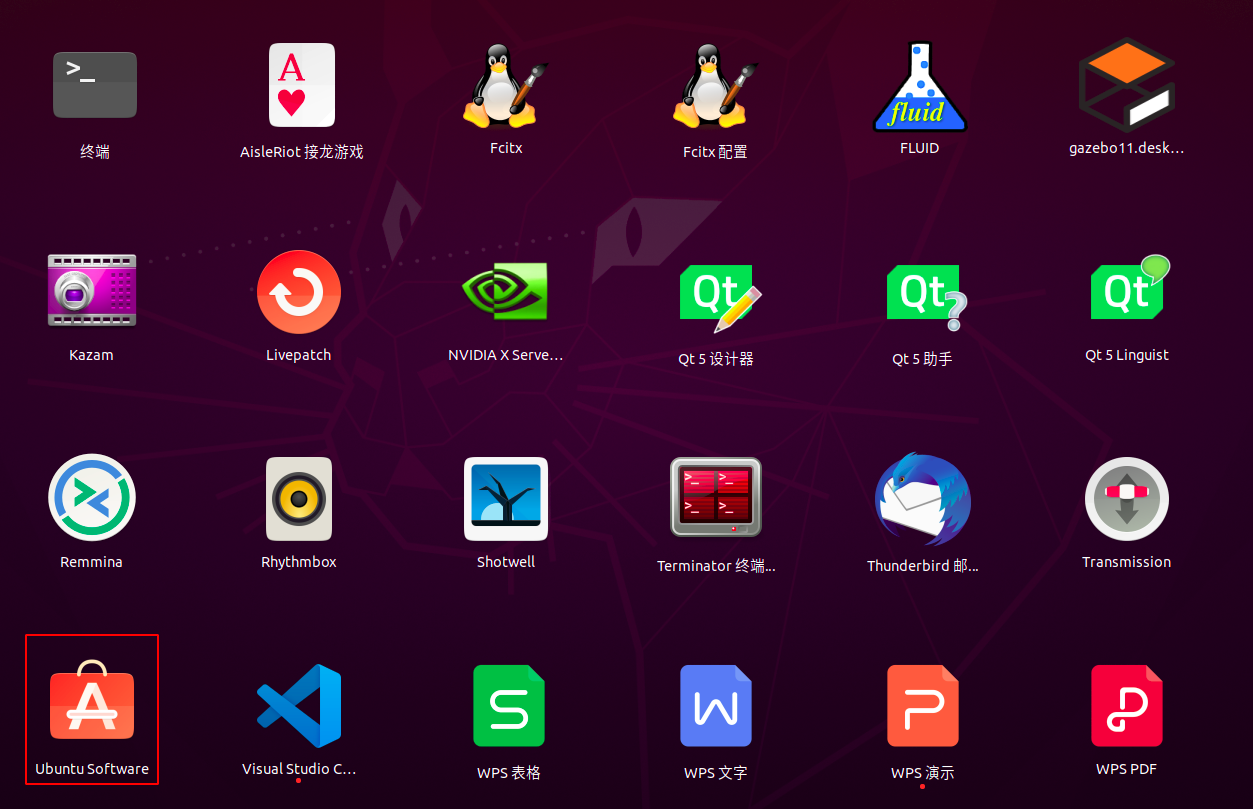 >_
终端
A
AisleRiot 接龙游戏
Fcitx
Fcitx 配置
fluid
FLUID
gazebo11.desk...
Kazam
Livepatch
NVIDIA X Serve...
Qt
Qt 5 设计器
Qt
?
Qt 5 助手
Qt
Qt 5 Linguist
Remmina
Rhythmbox
Shotwell
>_ >_
>_ >_
Terminator 终端...
Thunderbird 邮...
Transmission
A
Ubuntu Software
Visual Studio C...
S
WPS 表格
W
WPS 文字
P
WPS 演示
P
WPS PDF